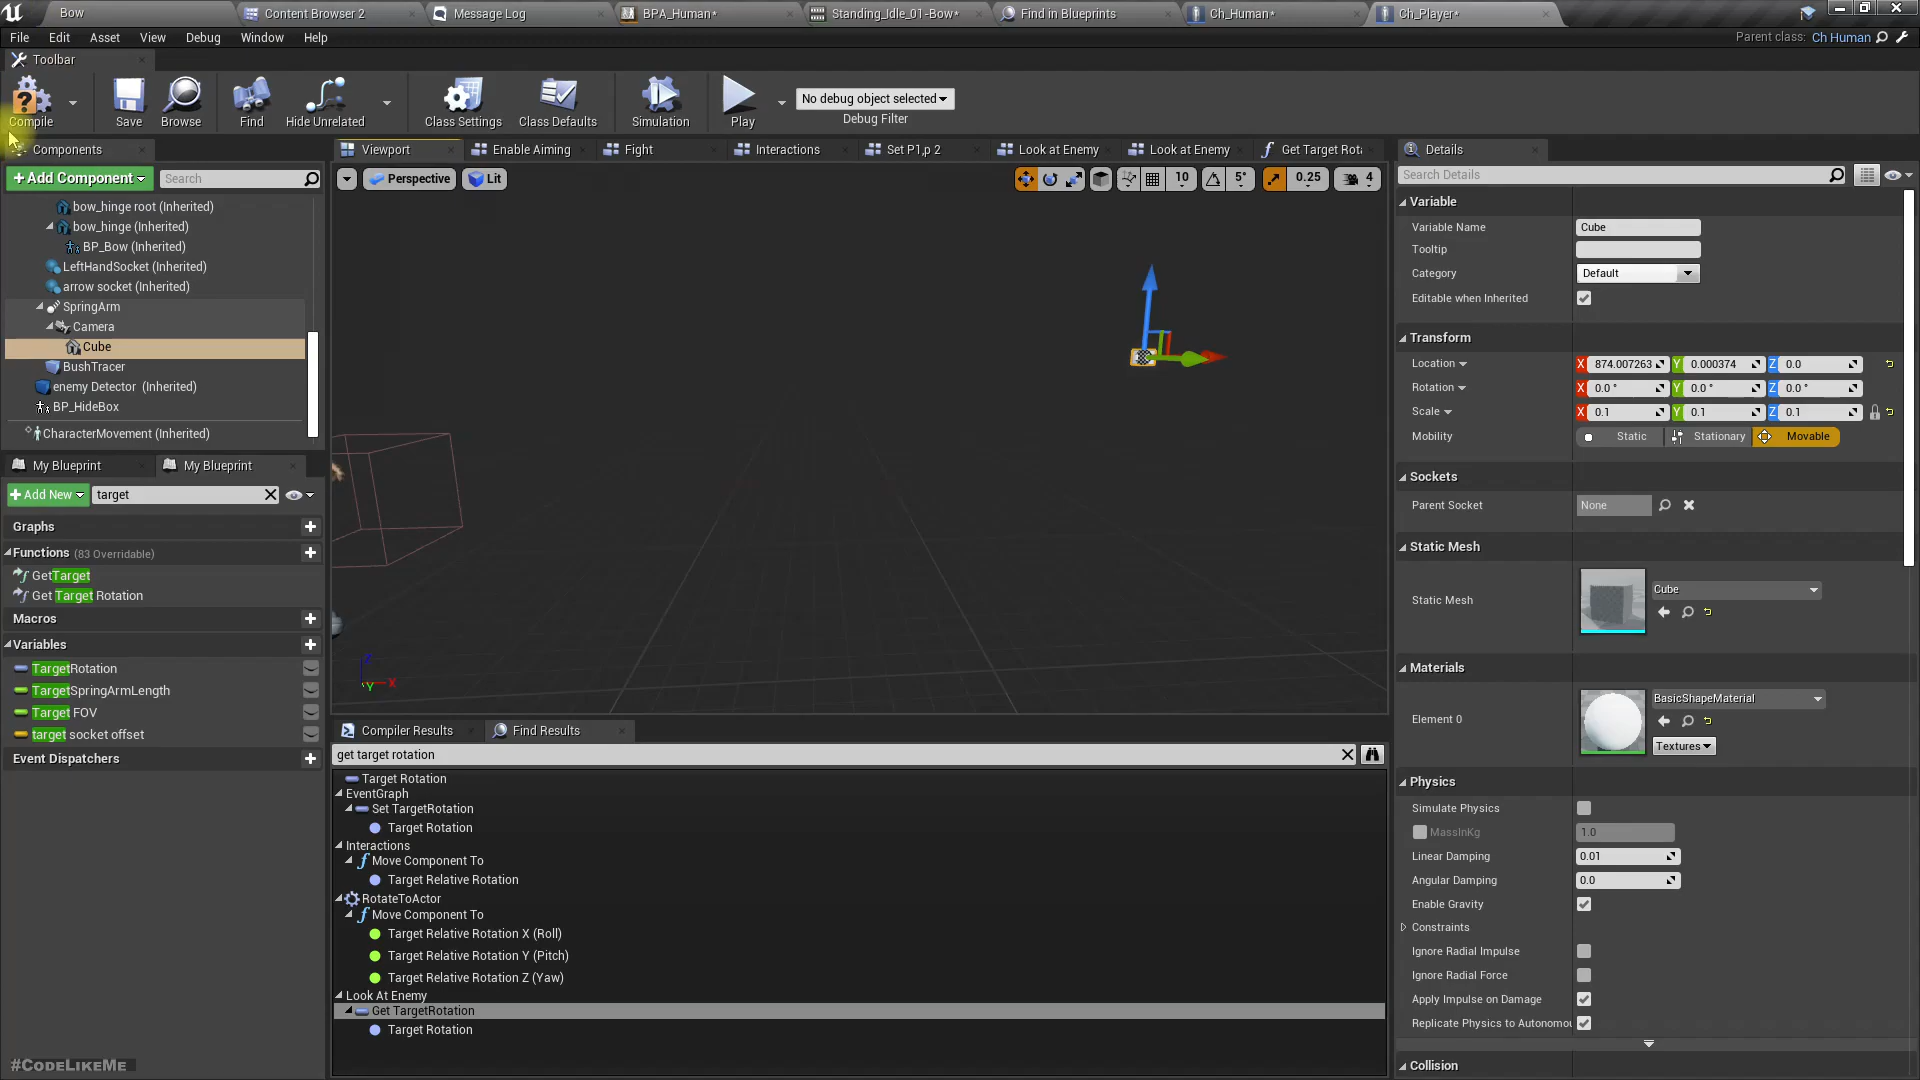 Bow
Content Browser 2
Message Log
BPA_Human*
Standing_Idle_01-Bow*
Find in Blueprints
Ch_Human*
Ch_Player*
File Edit Asset View Debug Window Help
Parent class: Ch Human
Toolbar
Compile
Save
Browse
Find
Hide Unrelated
Class Settings
Class Defaults
Simulation
Play
No debug object selected
Debug Filter
Components
Viewport
Enable Aiming
Fight
Interactions
Set P1,p 2
Look at Enemy
Look at Enemy
Get Target Rot
Details
+Add Component
Search
Perspective
Lit
10
5°
0.25
4
Search Details
bow_hinge root (Inherited)
bow_hinge (Inherited)
BP_Bow (Inherited)
LeftHandSocket (Inherited)
arrow socket (Inherited)
SpringArm
Camera
Cube
BushTracer
enemy Detector (Inherited)
BP_HideBox
CharacterMovement (Inherited)
My Blueprint
My Blueprint
+Add New
target
Graphs
Functions (83 Overridable)
GetTarget
Get Target Rotation
Macros
Variables
TargetRotation
TargetSpringArmLength
Target FOV
target socket offset
Event Dispatchers
Z
X
Y
Compiler Results
Find Results
get target rotation
Target Rotation
EventGraph
Set TargetRotation
Target Rotation
Interactions
Move Component To
Target Relative Rotation
RotateToActor
Move Component To
Target Relative Rotation X (Roll)
Target Relative Rotation Y (Pitch)
Target Relative Rotation Z (Yaw)
Look At Enemy
Get TargetRotation
Target Rotation
Variable
Variable Name Cube
Tooltip
Category Default
Editable when Inherited
Transform
Location X 874.007263 Y 0.000374 Z 0.0
Rotation X 0.0 ° Y 0.0 ° Z 0.0 °
Scale X 0.1 Y 0.1 Z 0.1
Mobility Static Stationary Movable
Sockets
Parent Socket None
Static Mesh
Static Mesh Cube
Materials
Element 0 BasicShapeMaterial
Textures
Physics
Simulate Physics
MassInKg 1.0
Linear Damping 0.01
Angular Damping 0.0
Enable Gravity
Constraints
Ignore Radial Impulse
Ignore Radial Force
Apply Impulse on Damage
Replicate Physics to Autonomou
Collision
#CodeLikeMe